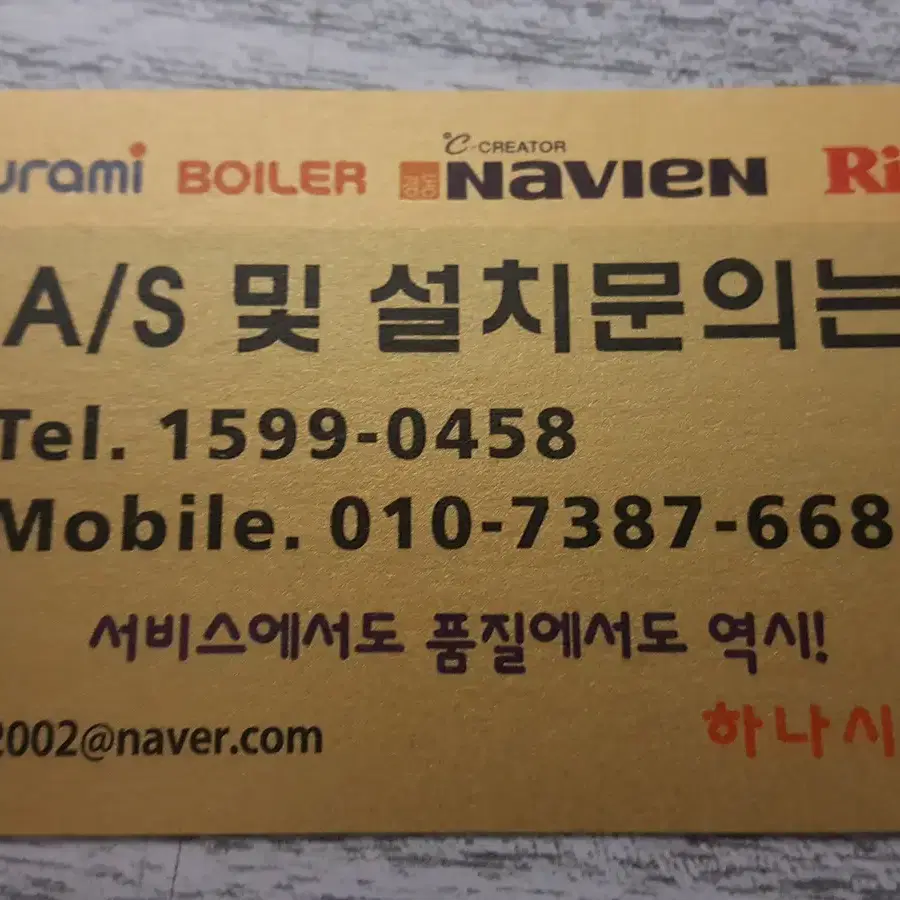 urami BOILER ℃-CREATOR NAVIEN Ri
A/S 및 설치문의는
Tel. 1599-0458
Mobile. 010-7387-668
서비스에서도 품질에서도 역시!
2002@naver.com 하나시